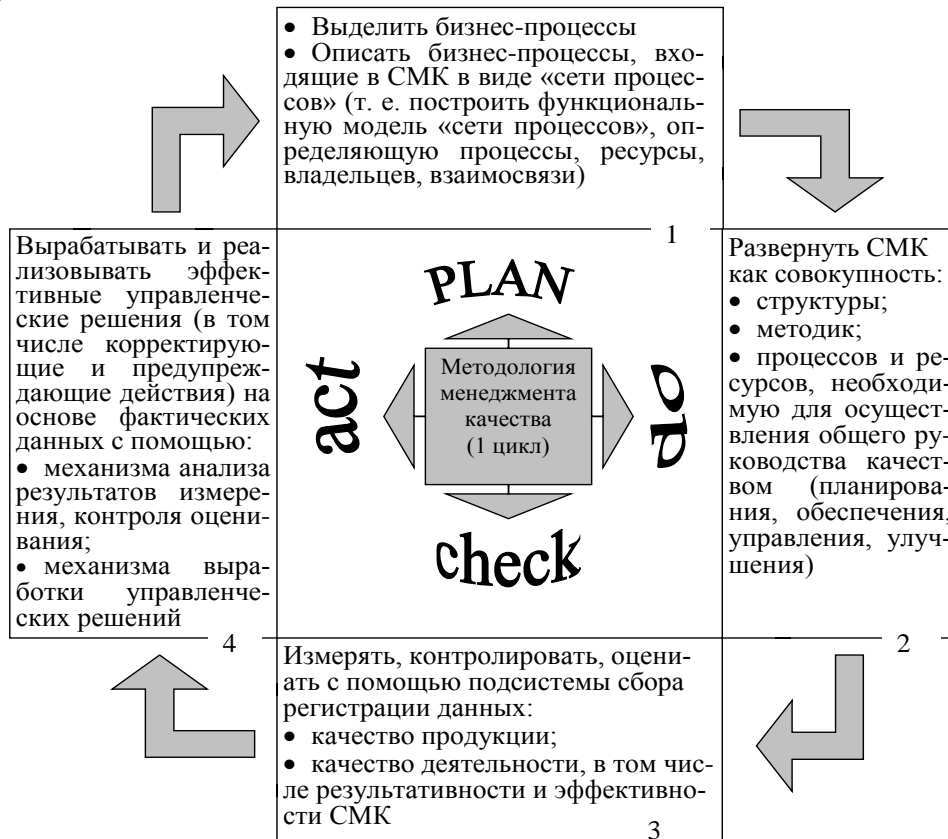 • Выделить бизнес-процессы
• Описать бизнес-процессы, вхо-
дящие в СМК в виде «сети процес-
сов» (т. е. построить функциональ-
ную модель «сети процессов», оп-
ределяющую процессы, ресурсы,
владельцев, взаимосвязи)
1
Вырабатывать и реа-
лизовывать эффек-
тивные управленче-
ские решения (в том
числе корректирую-
щие и предупреж-
дающие действия) на
основе фактических
данных с помощью:
• механизма анализа
результатов измере-
ния, контроля оцени-
вания;
• механизма выра-
ботки управленче-
ских решений
4
PLAN
act
Методология
менеджмента
качества
(1 цикл)
do
check
Развернуть СМК
как совокупность:
• структуры;
• методик;
• процессов и ре-
сурсов, необходи-
мую для осущест-
вления общего ру-
ководства качест-
вом (планирова-
ния, обеспечения,
управления, улуч-
шения)
2
Измерять, контролировать, оцени-
ать с помощью подсистемы сбора
регистрации данных:
• качество продукции;
• качество деятельности, в том чис-
ле результативности и эффективно-
сти СМК
3